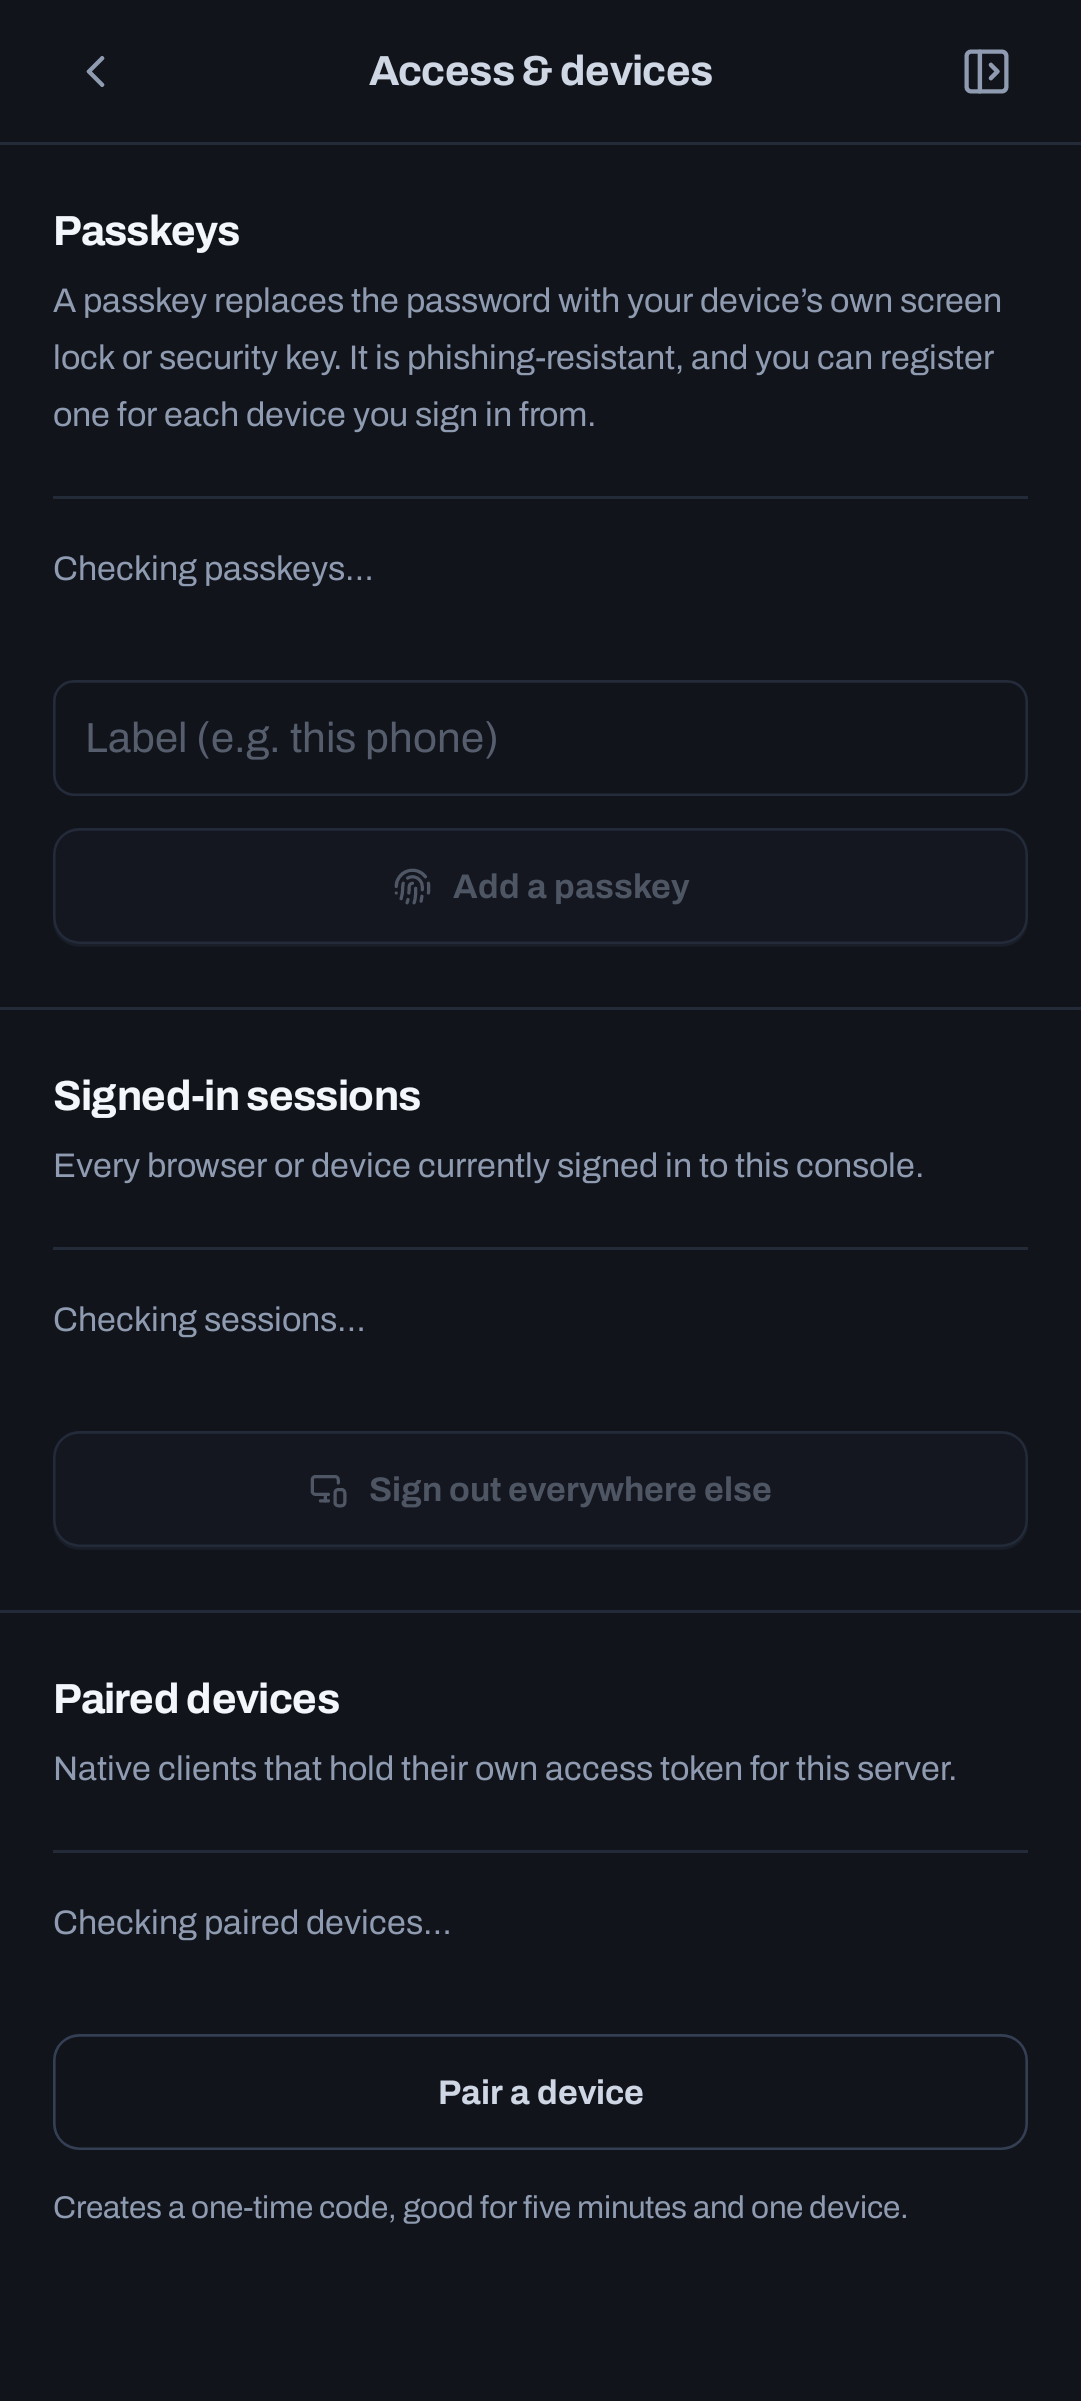 Access & devices
Passkeys
A passkey replaces the password with your device’s own screen
lock or security key. It is phishing-resistant, and you can register
one for each device you sign in from.
Checking passkeys...
Label (e.g. this phone)
Add a passkey
Signed-in sessions
Every browser or device currently signed in to this console.
Checking sessions...
Sign out everywhere else
Paired devices
Native clients that hold their own access token for this server.
Checking paired devices...
Pair a device
Creates a one-time code, good for five minutes and one device.